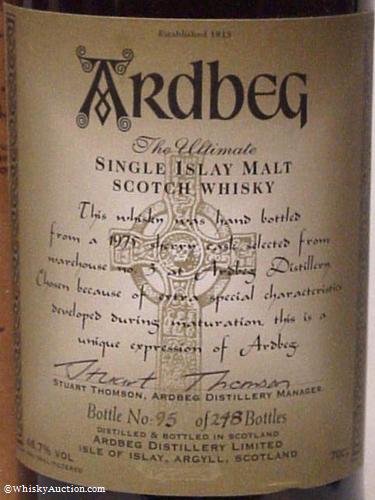 Established 1815
ARDBEG
The Ultimate
SINGLE ISLAY MALT
SCOTCH WHISKY
This whisky was hand bottled
from a 1975 sherry cask selected from
warehouse no. 3 at Ardbeg Distillery
Chosen because of extra special characteristics
developed during maturation this is a
unique expression of Ardbeg
Stuart Thomson
STUART THOMSON, ARDBEG DISTILLERY MANAGER
Bottle No: 95 of 248 Bottles
DISTILLED & BOTTLED IN SCOTLAND
ARDBEG DISTILLERY LIMITED
ISLE OF ISLAY, ARGYLL, SCOTLAND
% VOL
70CL
©WhiskyAuction.com